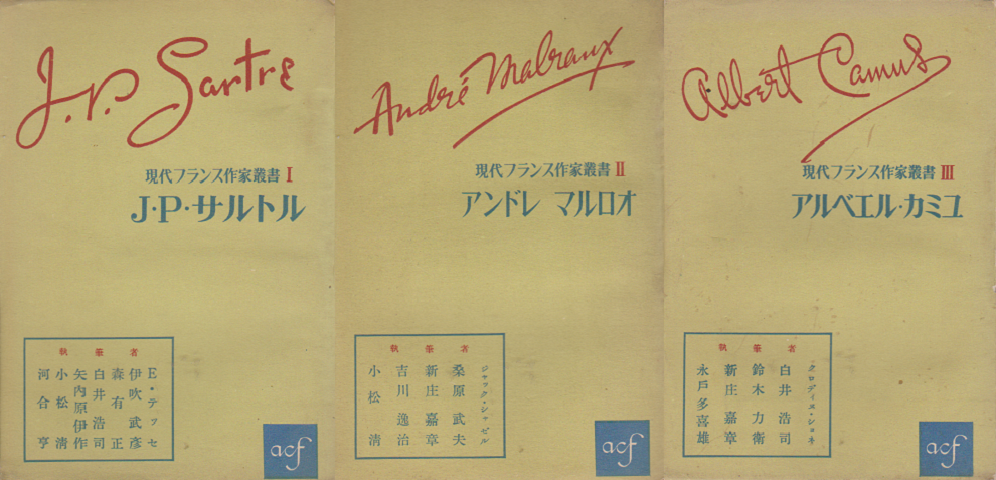 J.P. Sartre
現代フランス作家叢書 I
J・P・サルトル
執筆者
E・テッセ
伊吹武彦
森有正
白井浩司
矢内原伊作
小松清
河合亨
acf
André Malraux
現代フランス作家叢書 II
アンドレ マルロオ
執筆者
ジャック・シャゼル
桑原武夫
新庄嘉章
吉川逸治
小松清
acf
Albert Camus
現代フランス作家叢書 III
アルベエル・カミユ
執筆者
クロディエ・ショネ
白井浩司
鈴木力衛
新庄嘉章
永戸多喜雄
acf